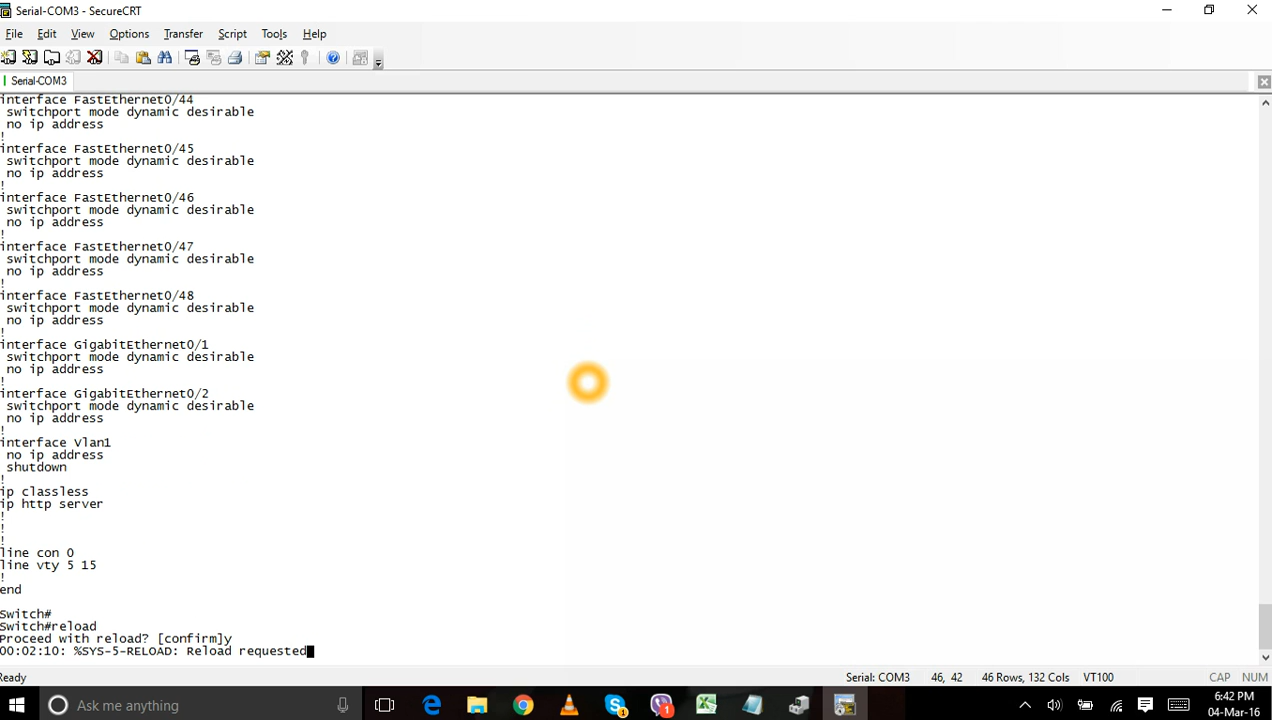 Serial-COM3 - SecureCRT
File Edit View Options Transfer Script Tools Help
Serial-COM3
interface FastEthernet0/44
switchport mode dynamic desirable
no ip address
!
interface FastEthernet0/45
switchport mode dynamic desirable
no ip address
!
interface FastEthernet0/46
switchport mode dynamic desirable
no ip address
!
interface FastEthernet0/47
switchport mode dynamic desirable
no ip address
!
interface FastEthernet0/48
switchport mode dynamic desirable
no ip address
!
interface GigabitEthernet0/1
switchport mode dynamic desirable
no ip address
!
interface GigabitEthernet0/2
switchport mode dynamic desirable
no ip address
!
interface Vlan1
no ip address
shutdown
!
ip classless
ip http server
!
!
!
line con 0
line vty 5 15
!
end
Switch#
Switch#reload
Proceed with reload? [confirm]y
00:02:10: %SYS-5-RELOAD: Reload requested
Ready Serial: COM3 46, 42 46 Rows, 132 Cols VT100 CAP NUM
Ask me anything
1
1
6:42 PM
04-Mar-16